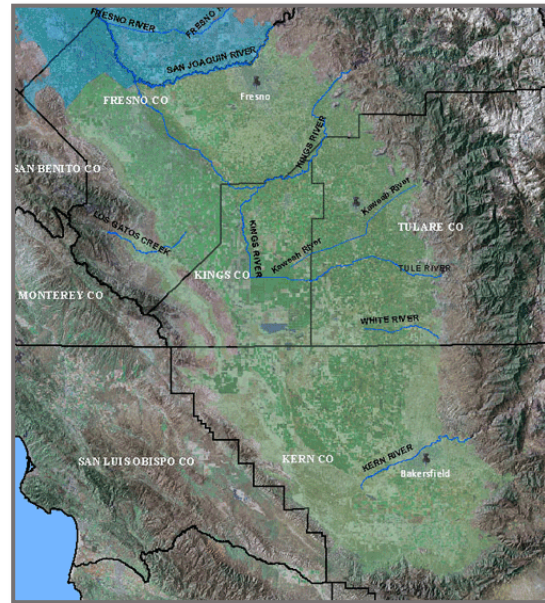 FRESNO RIVER
FRESNO
SAN JOAQUIN RIVER
FRESNO CO
Fresno
KINGS RIVER
SAN BENITO CO
Kaweah River
LOS GATOS CREEK
KINGS RIVER
TULARE CO
Kaweah River
KINGS CO
TULE RIVER
MONTEREY CO
WHITE RIVER
KERN CO
KERN RIVER
SAN LUIS OBISPO CO
Bakersfield